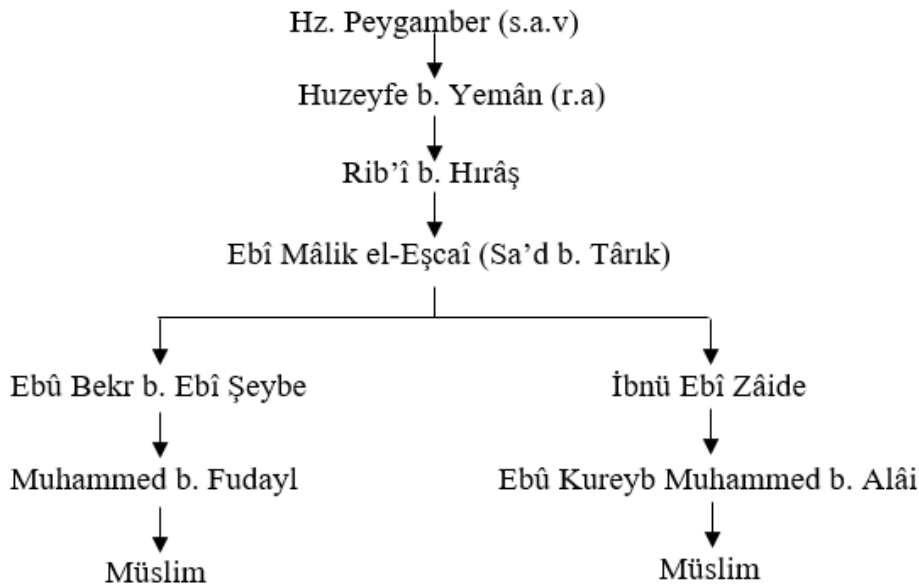 Hz. Peygamber (s.a.v)
Huzeyfe b. Yemân (r.a)
Rib’î b. Hırâş
Ebî Mâlik el-Eşcaî (Sa’d b. Târık)
Ebû Bekr b. Ebî Şeybe
İbnü Ebî Zâide
Muhammed b. Fudayl
Ebû Kureyb Muhammed b. Alâi
Müslim
Müslim